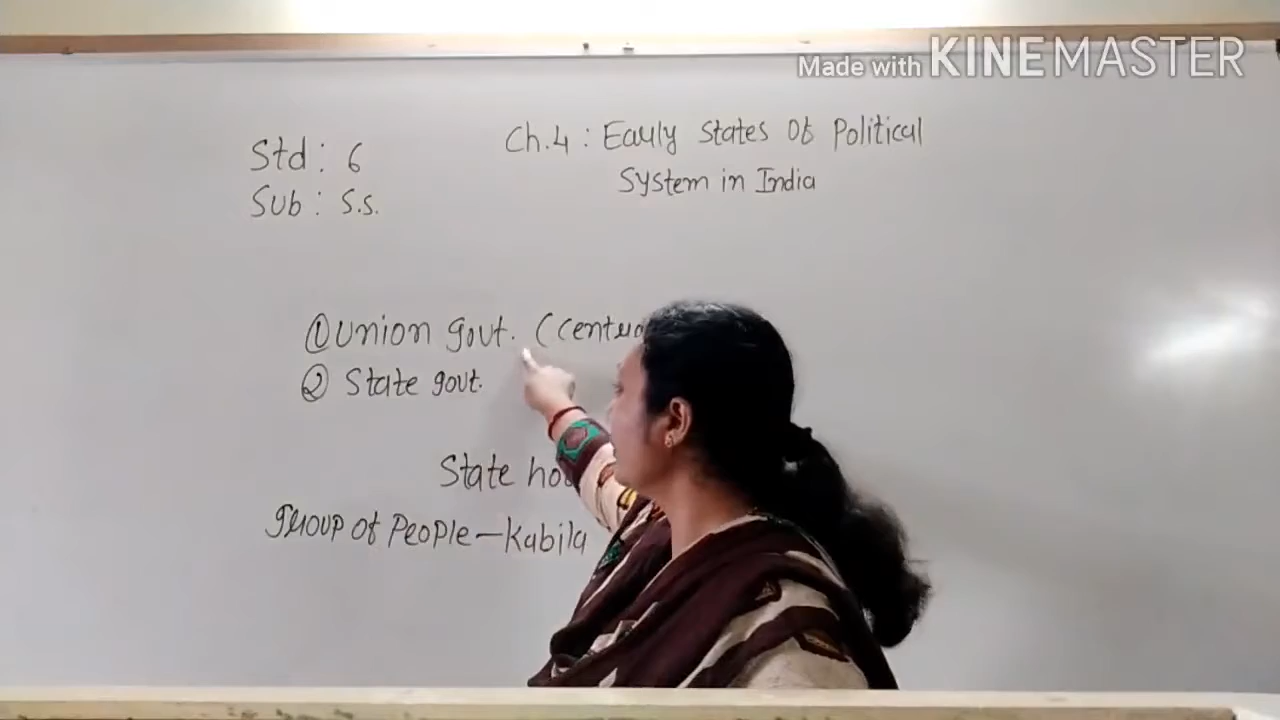 Made with KINEMASTER
Std : 6
Sub : S.S.
Ch.4 : Early States Of Political
System in India
① Union govt. (Centra
② State govt.
State
group of People - Kabila